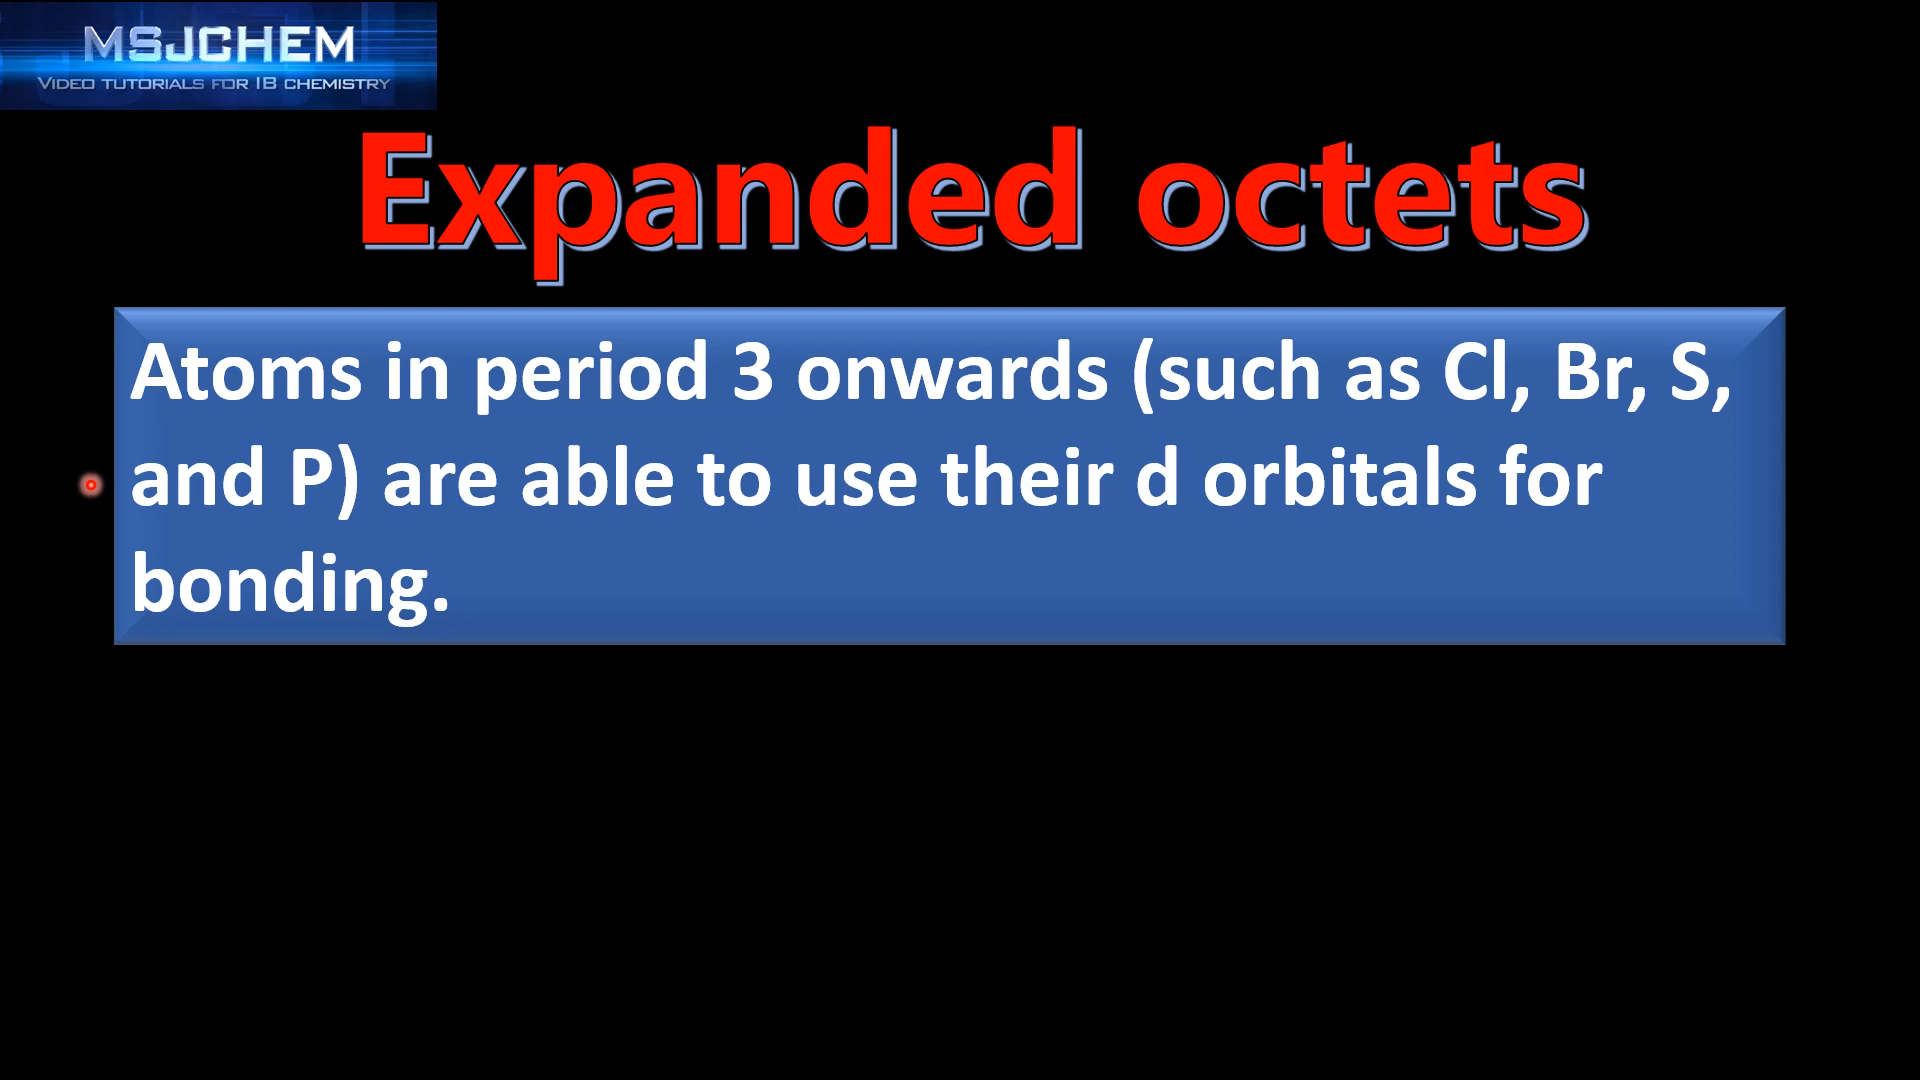 MSJCHEM
Video tutorials for IB chemistry
Expanded octets
Atoms in period 3 onwards (such as Cl, Br, S,
and P) are able to use their d orbitals for
bonding.